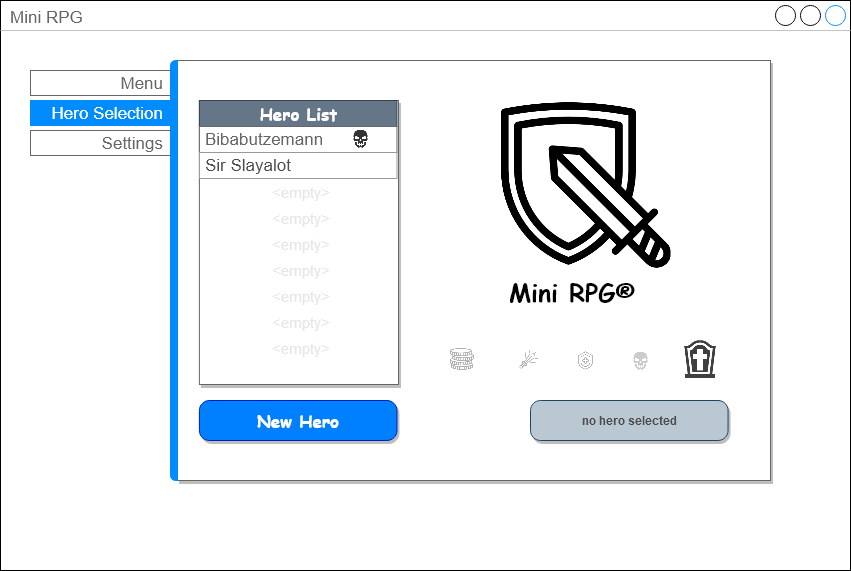 Mini RPG
Menu
Hero Selection
Settings
Hero List
Bibabutzemann
Sir Slayalot
<empty>
<empty>
<empty>
<empty>
<empty>
<empty>
<empty>
New Hero
Mini RPG®
no hero selected